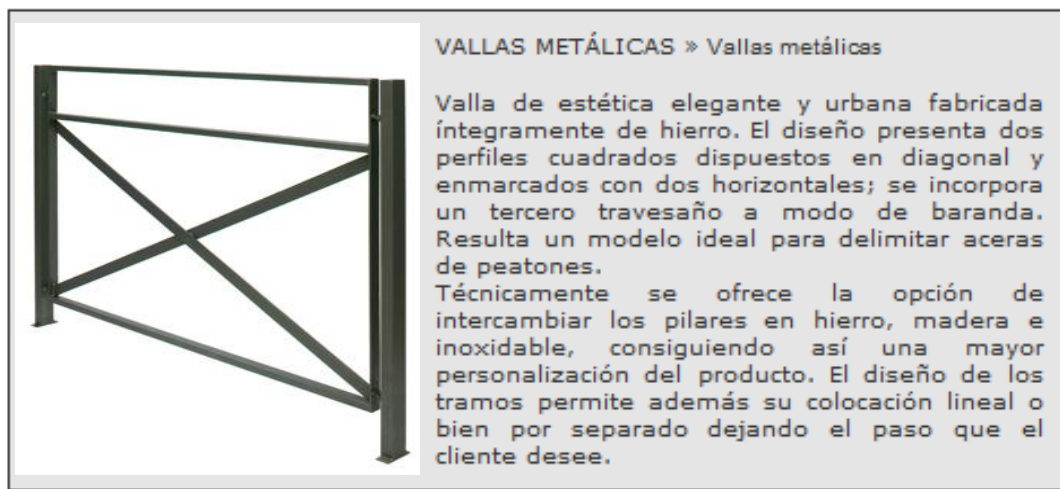 VALLAS METÁLICAS » Vallas metálicas
Valla de estética elegante y urbana fabricada
íntegramente de hierro. El diseño presenta dos
perfiles cuadrados dispuestos en diagonal y
enmarcados con dos horizontales; se incorpora
un tercero travesaño a modo de baranda.
Resulta un modelo ideal para delimitar aceras
de peatones.
Técnicamente se ofrece la opción de
intercambiar los pilares en hierro, madera e
inoxidable, consiguiendo así una mayor
personalización del producto. El diseño de los
tramos permite además su colocación lineal o
bien por separado dejando el paso que el
cliente desee.